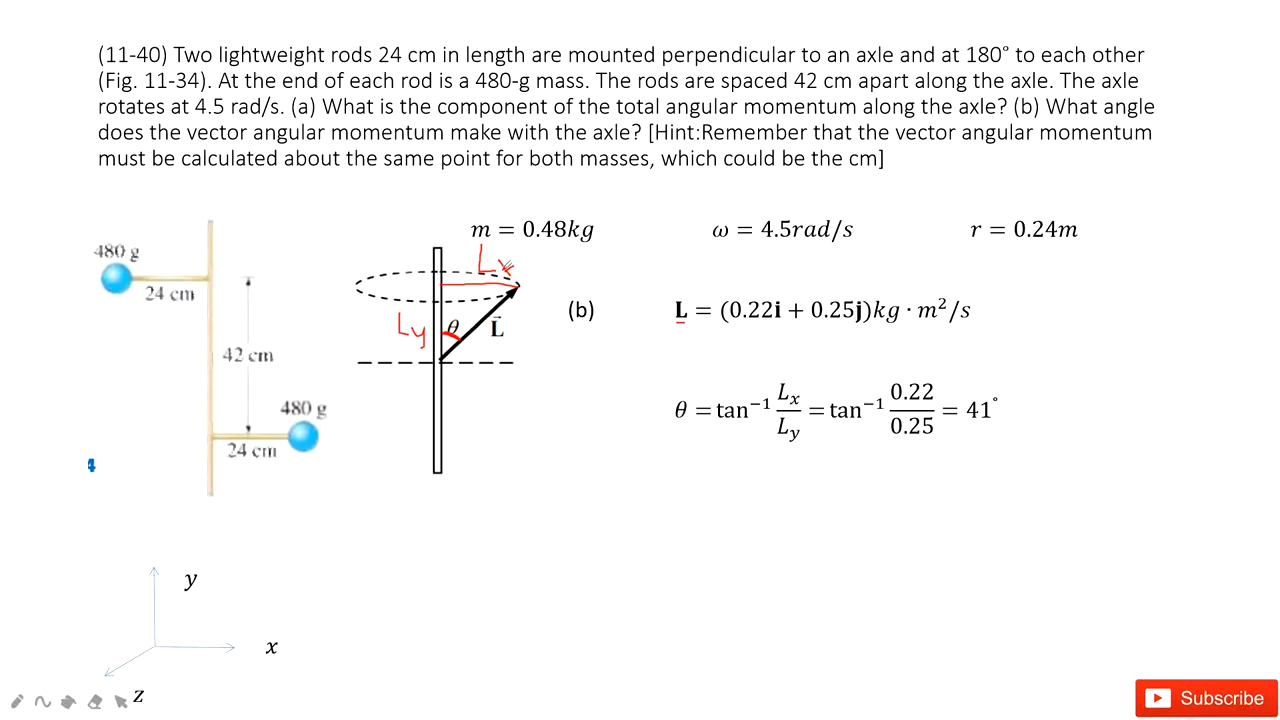 (11-40) Two lightweight rods 24 cm in length are mounted perpendicular to an axle and at 180° to each other
(Fig. 11-34). At the end of each rod is a 480-g mass. The rods are spaced 42 cm apart along the axle. The axle
rotates at 4.5 rad/s. (a) What is the component of the total angular momentum along the axle? (b) What angle
does the vector angular momentum make with the axle? [Hint:Remember that the vector angular momentum
must be calculated about the same point for both masses, which could be the cm]
m = 0.48kg ω = 4.5rad/s r = 0.24m
480 g
24 cm
42 cm
480 g
24 cm
Lx
Ly θ L⃗
(b) L = (0.22i + 0.25j)kg · m²/s
θ = tan⁻¹ Lₓ/L_y = tan⁻¹ 0.22/0.25 = 41°
y
x
z
Subscribe